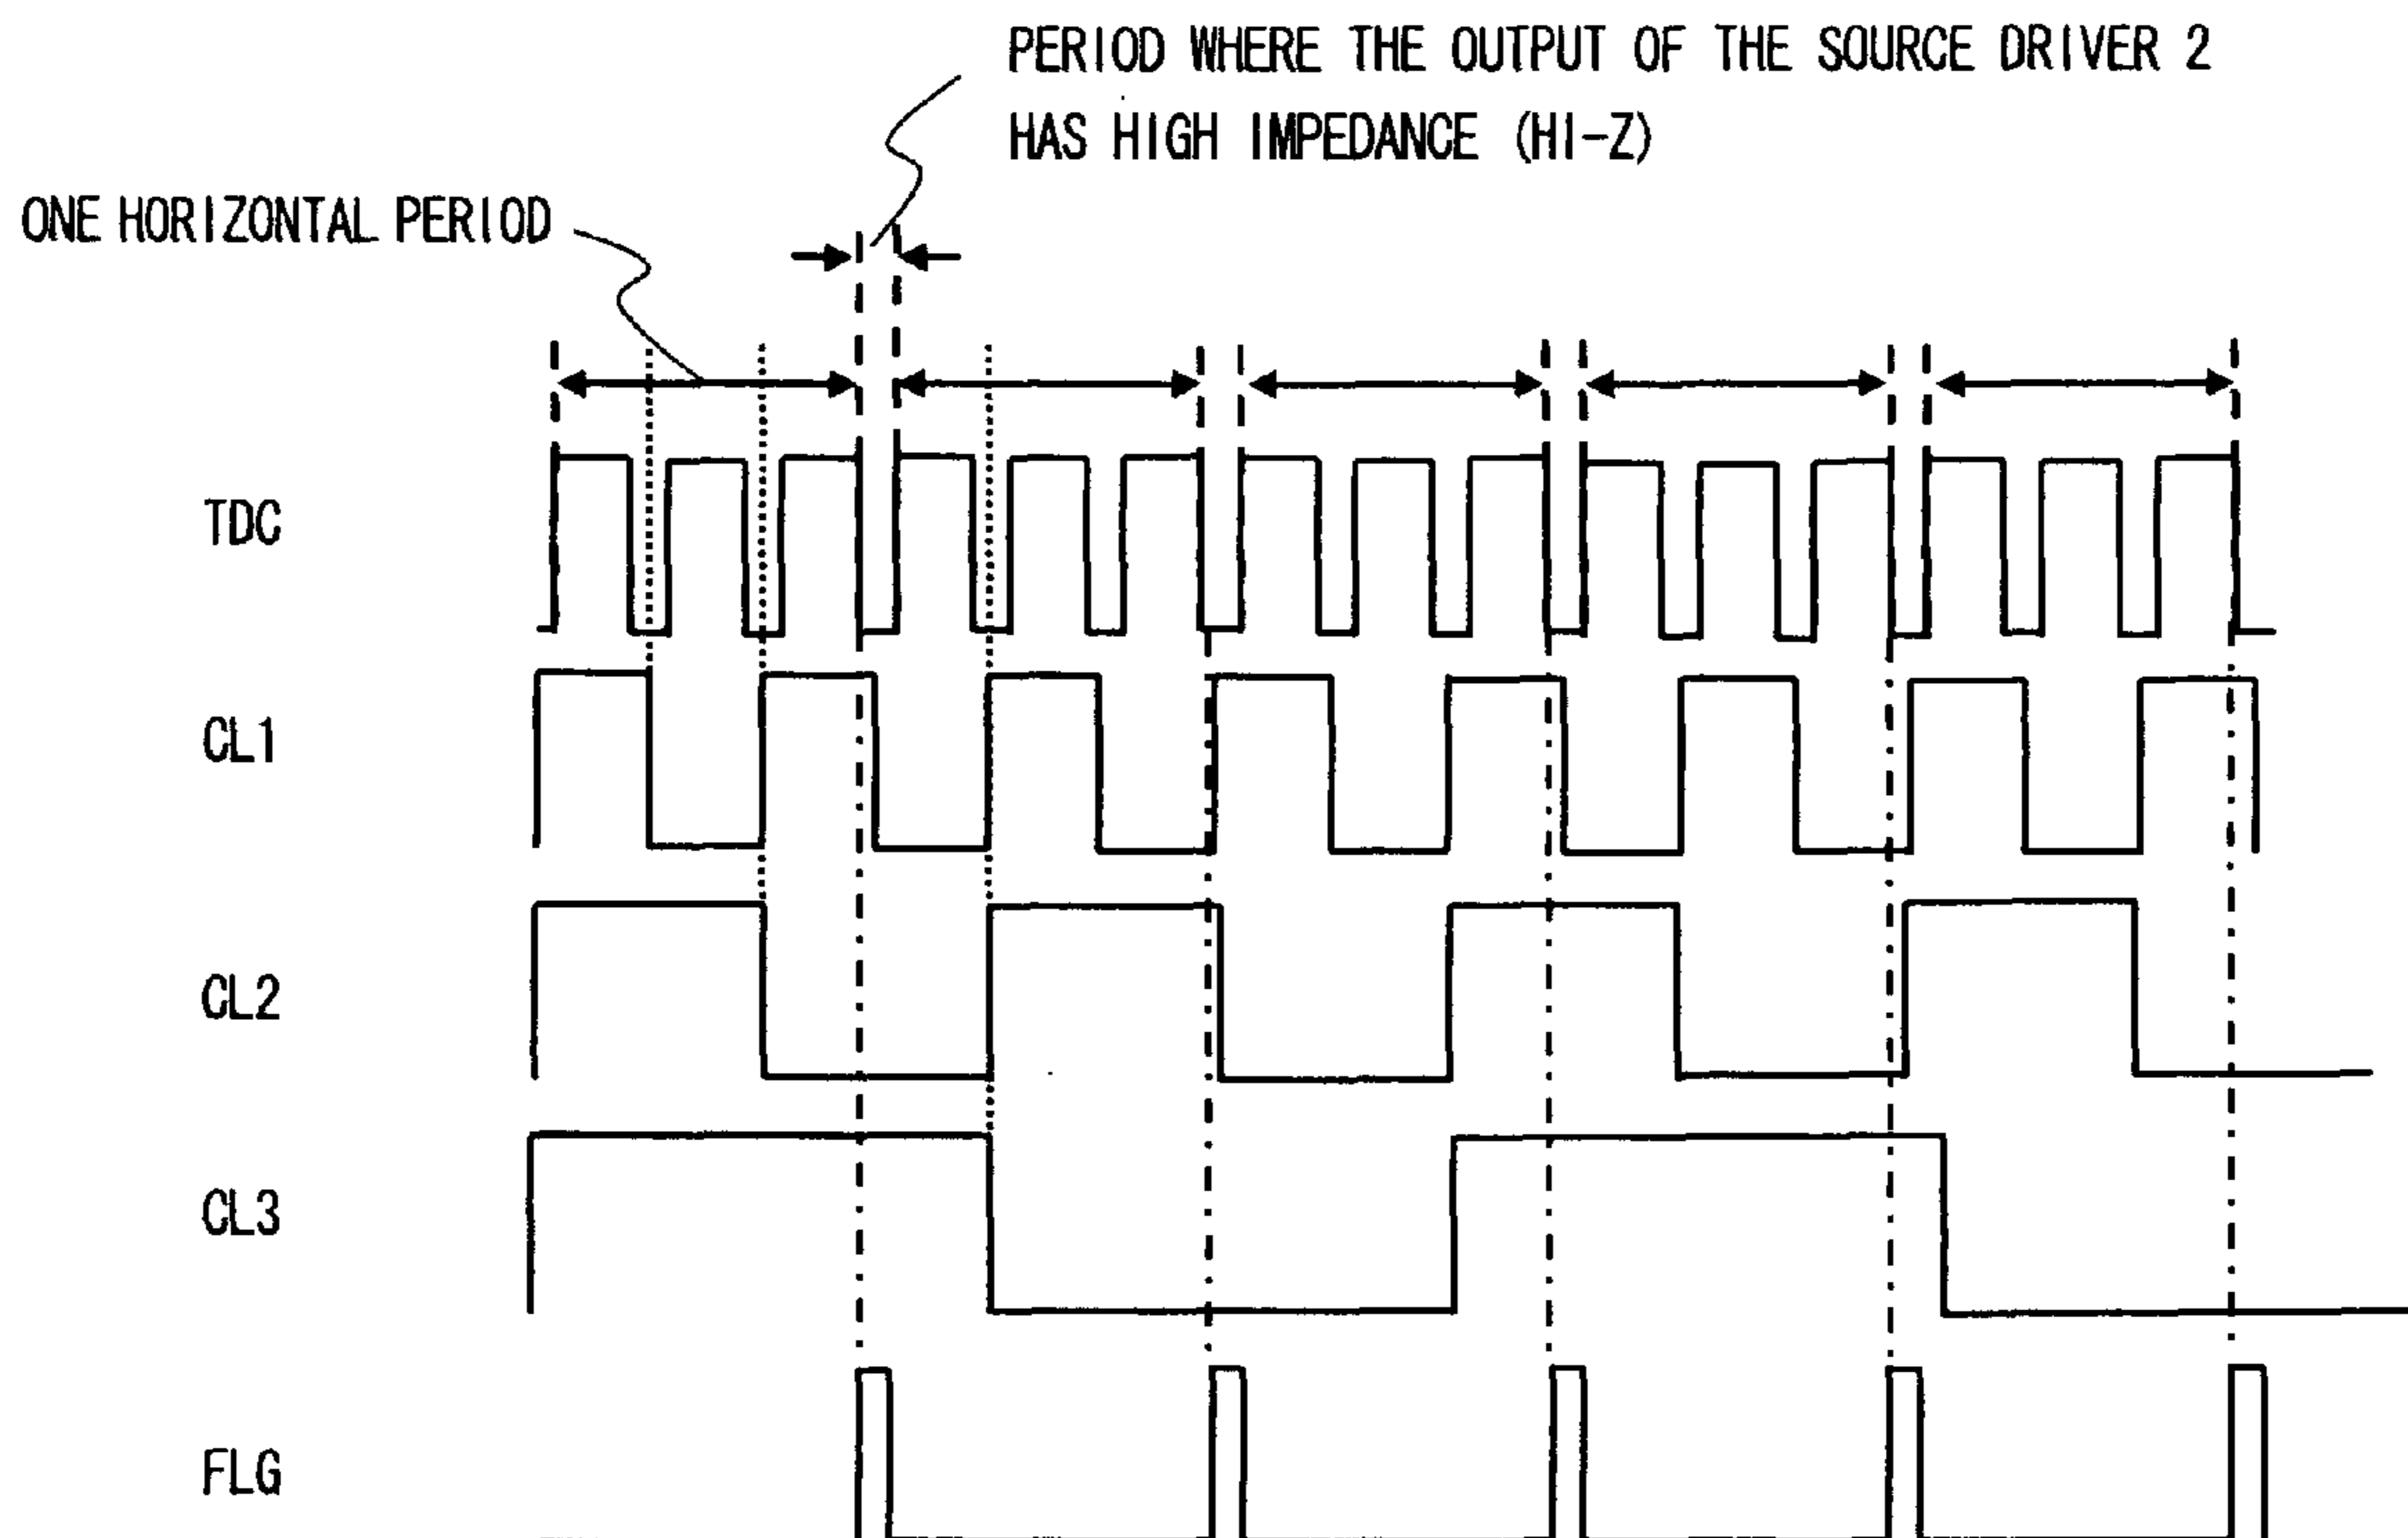 PERIOD WHERE THE OUTPUT OF THE SOURCE DRIVER 2
HAS HIGH IMPEDANCE (HI-Z)
ONE HORIZONTAL PERIOD
TDC
CL1
CL2
CL3
FLG